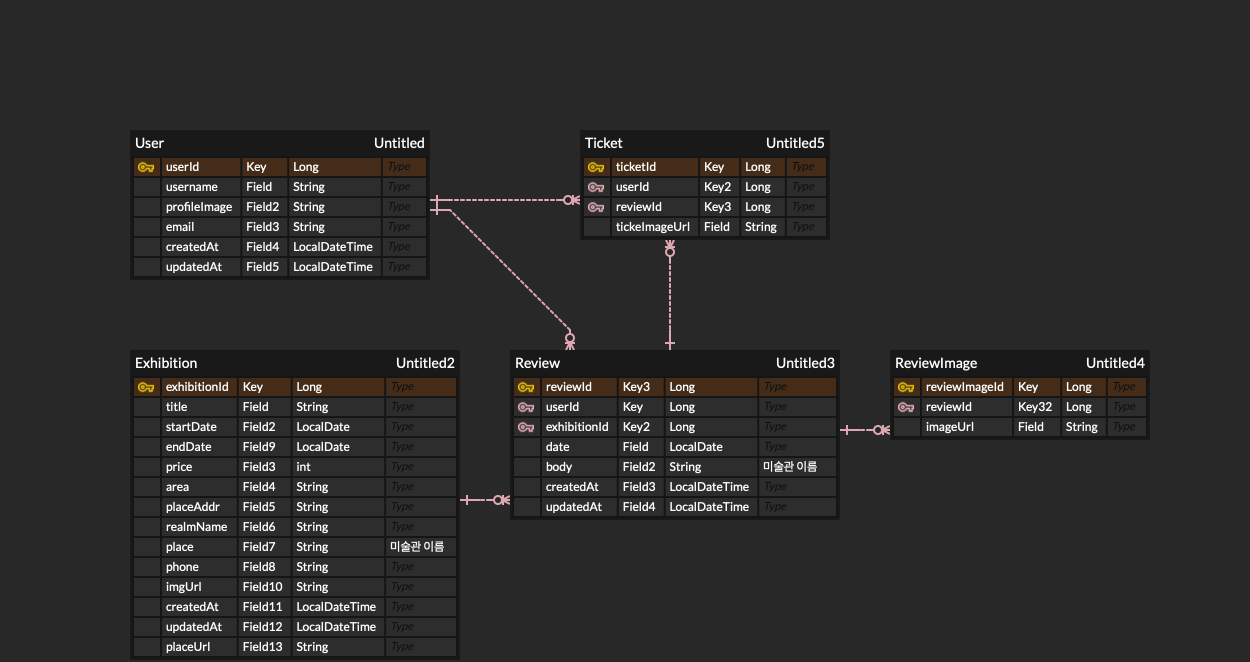 User Untitled
userId Key Long Type
username Field String Type
profileImage Field2 String Type
email Field3 String Type
createdAt Field4 LocalDateTime Type
updatedAt Field5 LocalDateTime Type
Ticket Untitled5
ticketId Key Long Type
userId Key2 Long Type
reviewId Key3 Long Type
tickeImageUrl Field String Type
Exhibition Untitled2
exhibitionId Key Long Type
title Field String Type
startDate Field2 LocalDate Type
endDate Field9 LocalDate Type
price Field3 int Type
area Field4 String Type
placeAddr Field5 String Type
realmName Field6 String Type
place Field7 String 미술관 이름
phone Field8 String Type
imgUrl Field10 String Type
createdAt Field11 LocalDateTime Type
updatedAt Field12 LocalDateTime Type
placeUrl Field13 String Type
Review Untitled3
reviewId Key3 Long Type
userId Key Long Type
exhibitionId Key2 Long Type
date Field LocalDate Type
body Field2 String 미술관 이름
createdAt Field3 LocalDateTime Type
updatedAt Field4 LocalDateTime Type
ReviewImage Untitled4
reviewImageId Key Long Type
reviewId Key32 Long Type
imageUrl Field String Type